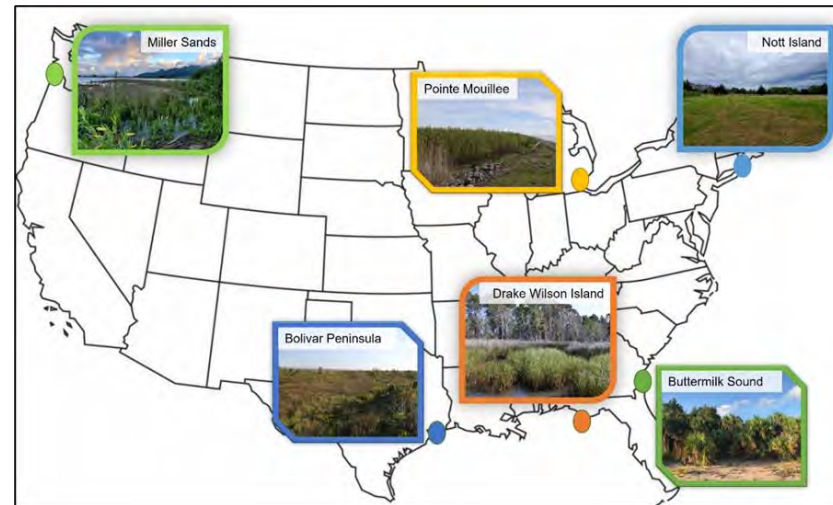 Miller Sands
Pointe Mouillee
Nott Island
Drake Wilson Island
Bolivar Peninsula
Buttermilk Sound